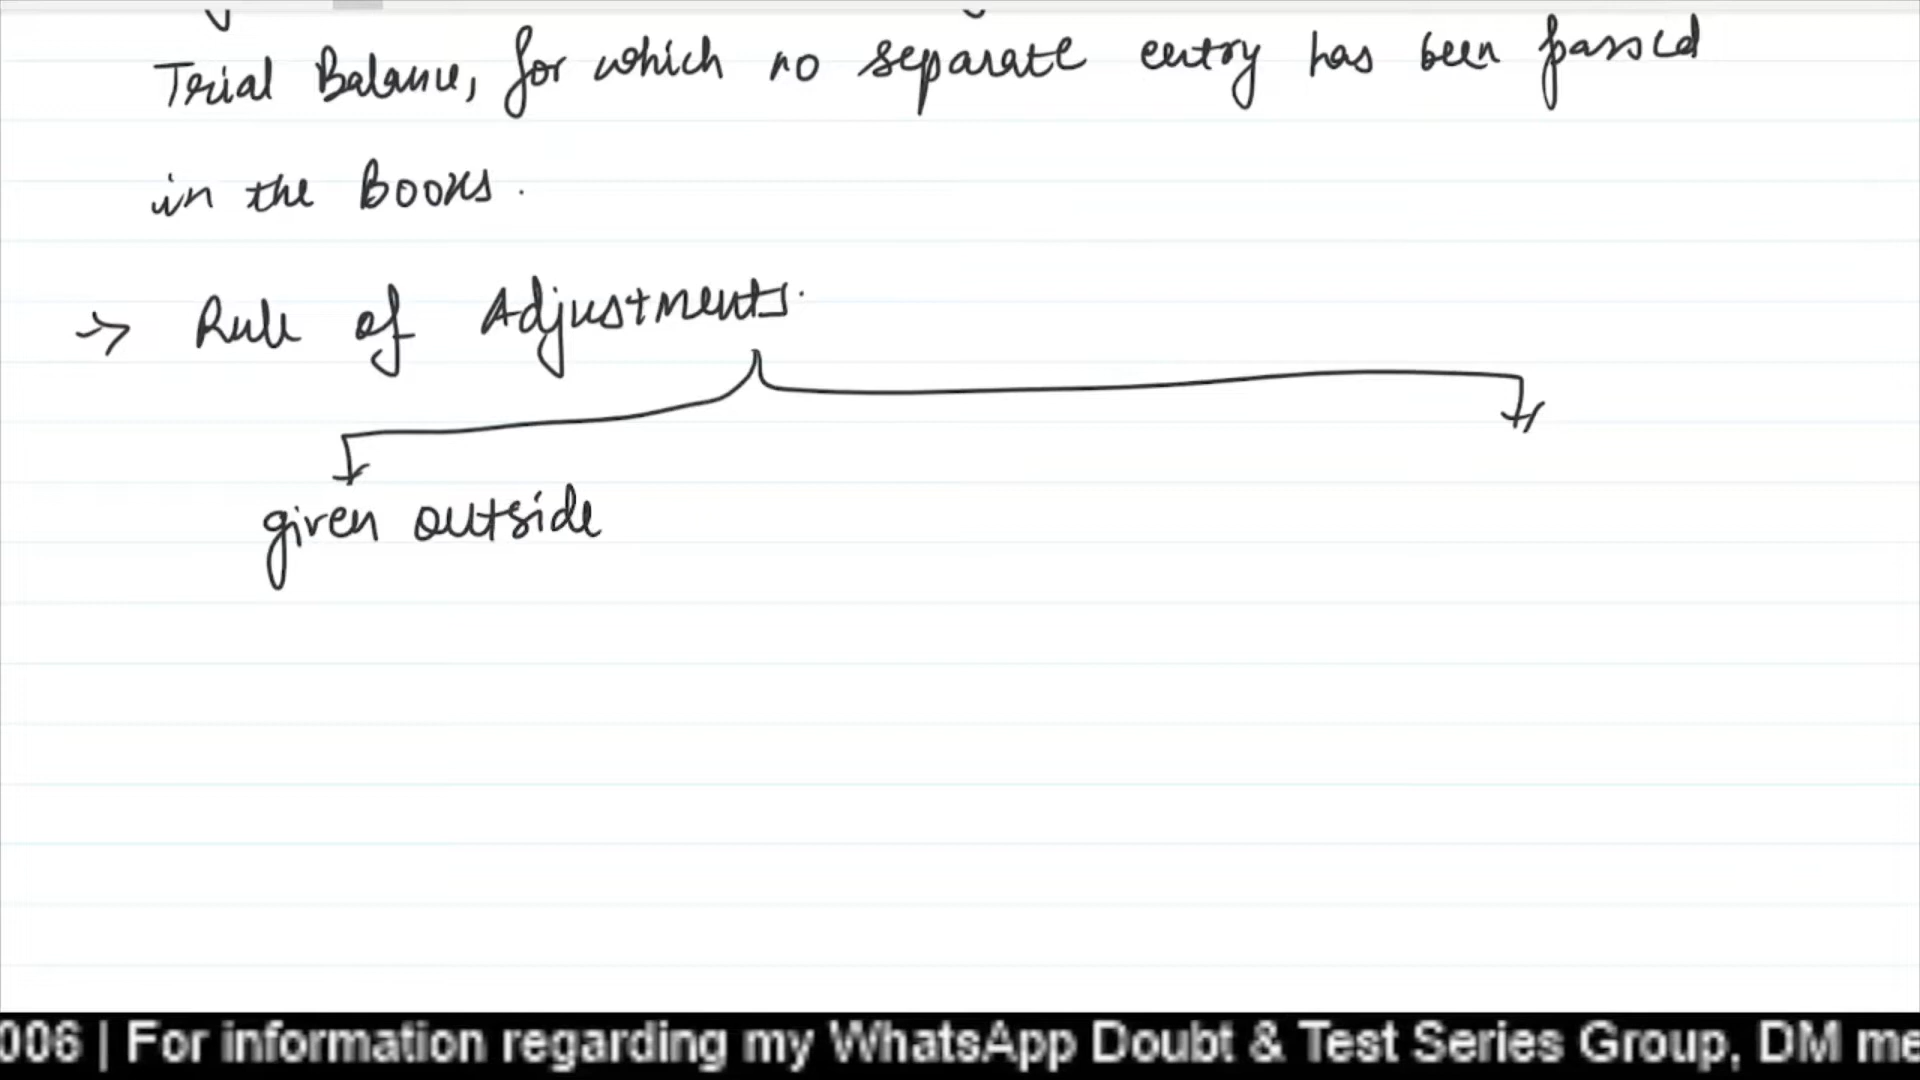 Trial Balance, for which no separate entry has been passed
in the Books.
→ Rule of Adjustments.
given outside
006 | For information regarding my WhatsApp Doubt & Test Series Group, DM me